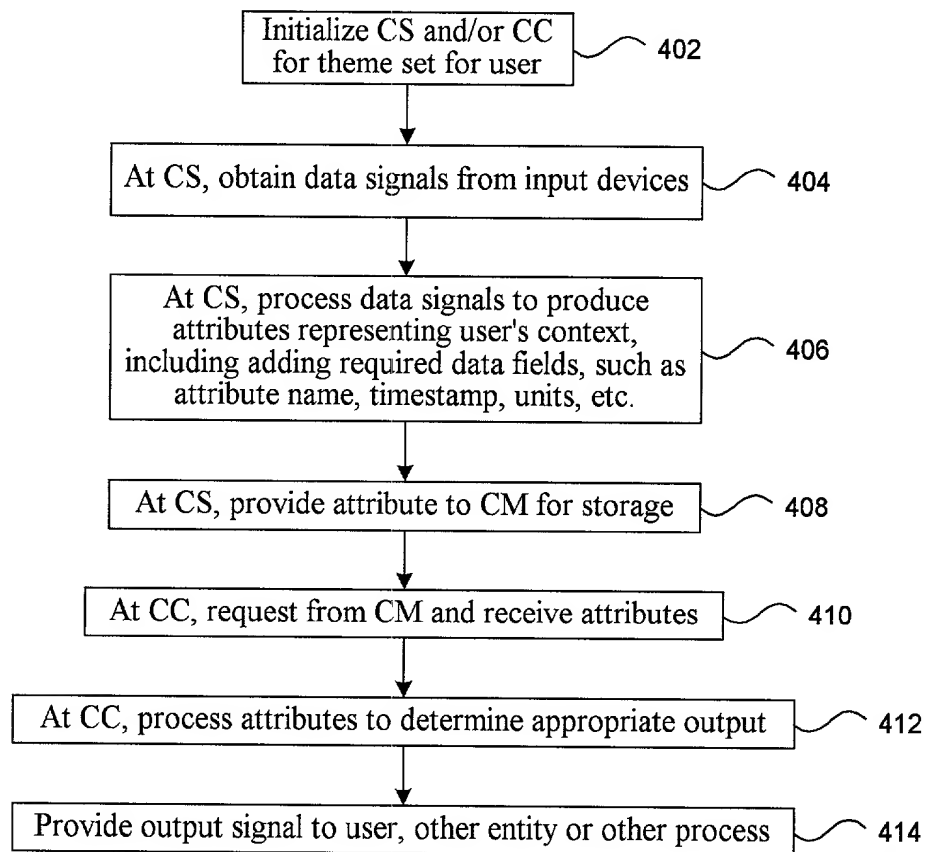 Initialize CS and/or CC
for theme set for user
402
At CS, obtain data signals from input devices
404
At CS, process data signals to produce
attributes representing user's context,
including adding required data fields, such as
attribute name, timestamp, units, etc.
406
At CS, provide attribute to CM for storage
408
At CC, request from CM and receive attributes
410
At CC, process attributes to determine appropriate output
412
Provide output signal to user, other entity or other process
414